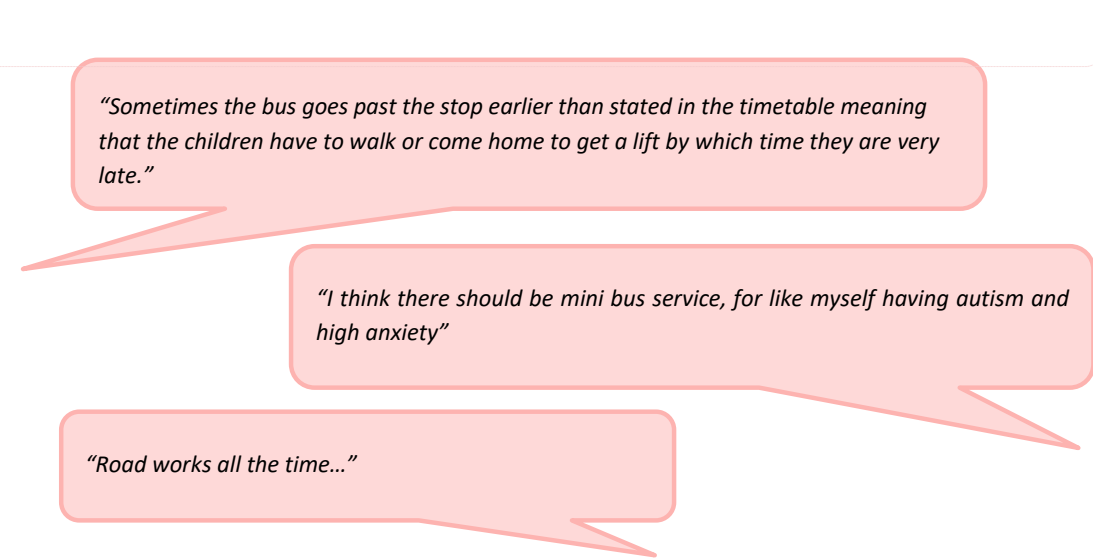 “Sometimes the bus goes past the stop earlier than stated in the timetable meaning
that the children have to walk or come home to get a lift by which time they are very
late.”
“I think there should be mini bus service, for like myself having autism and
high anxiety”
“Road works all the time…”